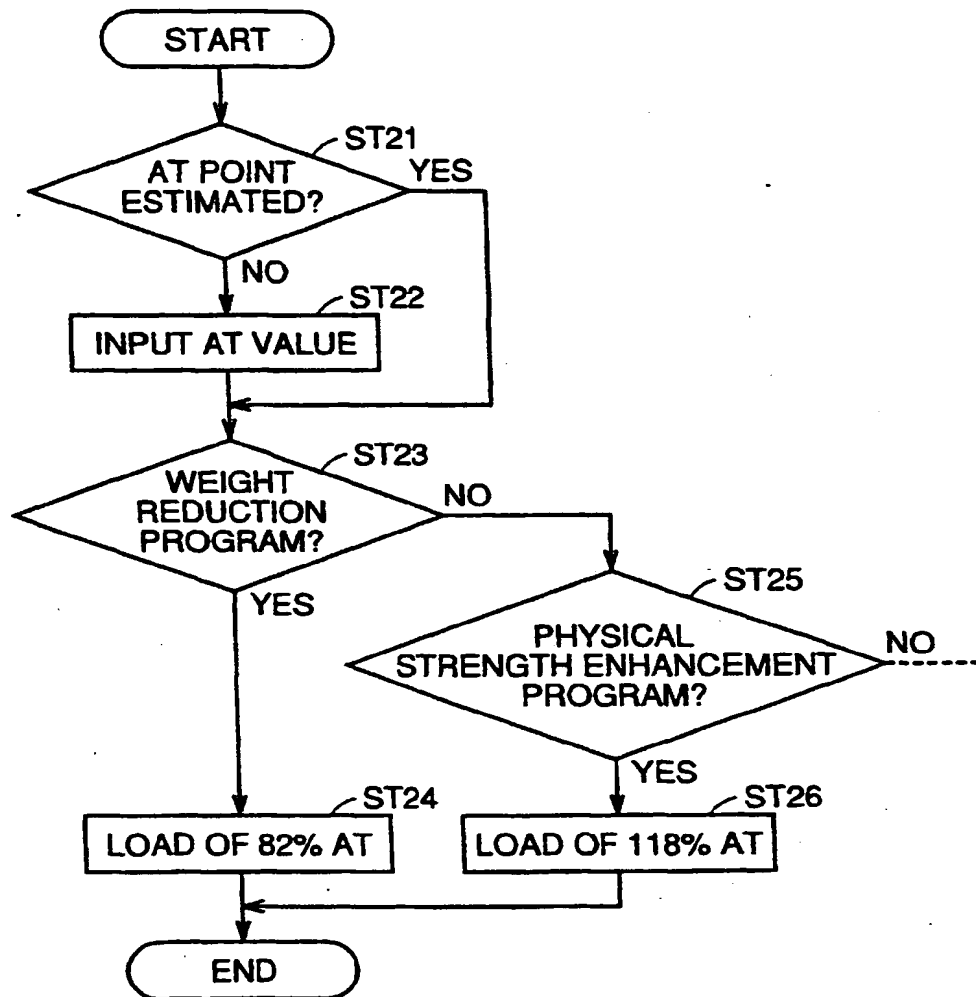 START
ST21
AT POINT
ESTIMATED?
YES
NO
ST22
INPUT AT VALUE
ST23
WEIGHT
REDUCTION
PROGRAM?
NO
YES
ST25
PHYSICAL
STRENGTH ENHANCEMENT
PROGRAM?
NO
YES
ST24
LOAD OF 82% AT
ST26
LOAD OF 118% AT
END